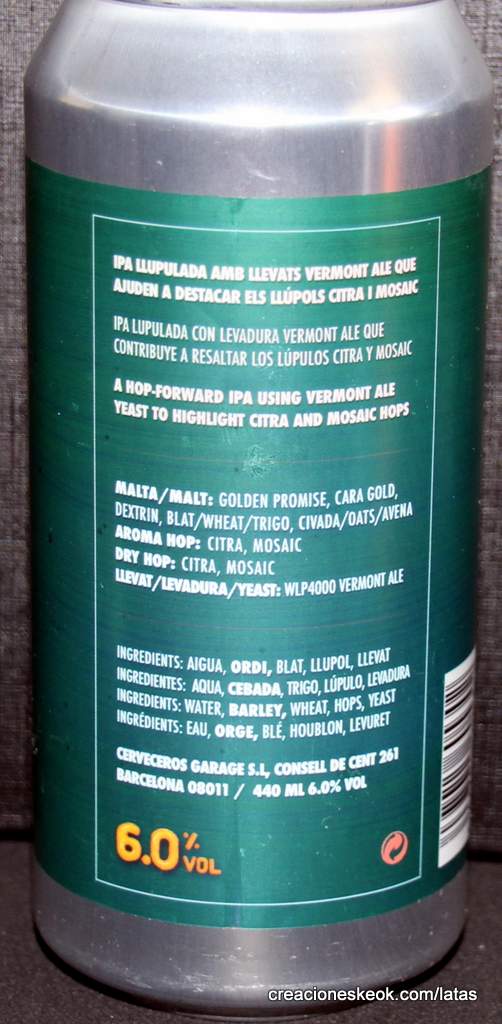 IPA LLUPULADA AMB LLEVATS VERMONT ALE QUE
AJUDEN A DESTACAR ELS LLÚPOLS CITRA I MOSAIC
IPA LUPULADA CON LEVADURA VERMONT ALE QUE
CONTRIBUYE A RESALTAR LOS LÚPULOS CITRA Y MOSAIC
A HOP-FORWARD IPA USING VERMONT ALE
YEAST TO HIGHLIGHT CITRA AND MOSAIC HOPS
MALTA/MALT: GOLDEN PROMISE, CARA GOLD,
DEXTRIN, BLAT/WHEAT/TRIGO, CIVADA/OATS/AVENA
AROMA HOP: CITRA, MOSAIC
DRY HOP: CITRA, MOSAIC
LLEVAT/LEVADURA/YEAST: WLP4000 VERMONT ALE
INGREDIENTS: AIGUA, ORDI, BLAT, LLUPOL, LLEVAT
INGREDIENTES: AQUA, CEBADA, TRIGO, LÚPULO, LEVADURA
INGREDIENTS: WATER, BARLEY, WHEAT, HOPS, YEAST
INGRÉDIENTS: EAU, ORGE, BLÉ, HOUBLON, LEVURET
CERVECEROS GARAGE S.L, CONSELL DE CENT 261
BARCELONA 08011 / 440 ML 6.0% VOL
6.0% VOL
creacioneskeok.com/latas